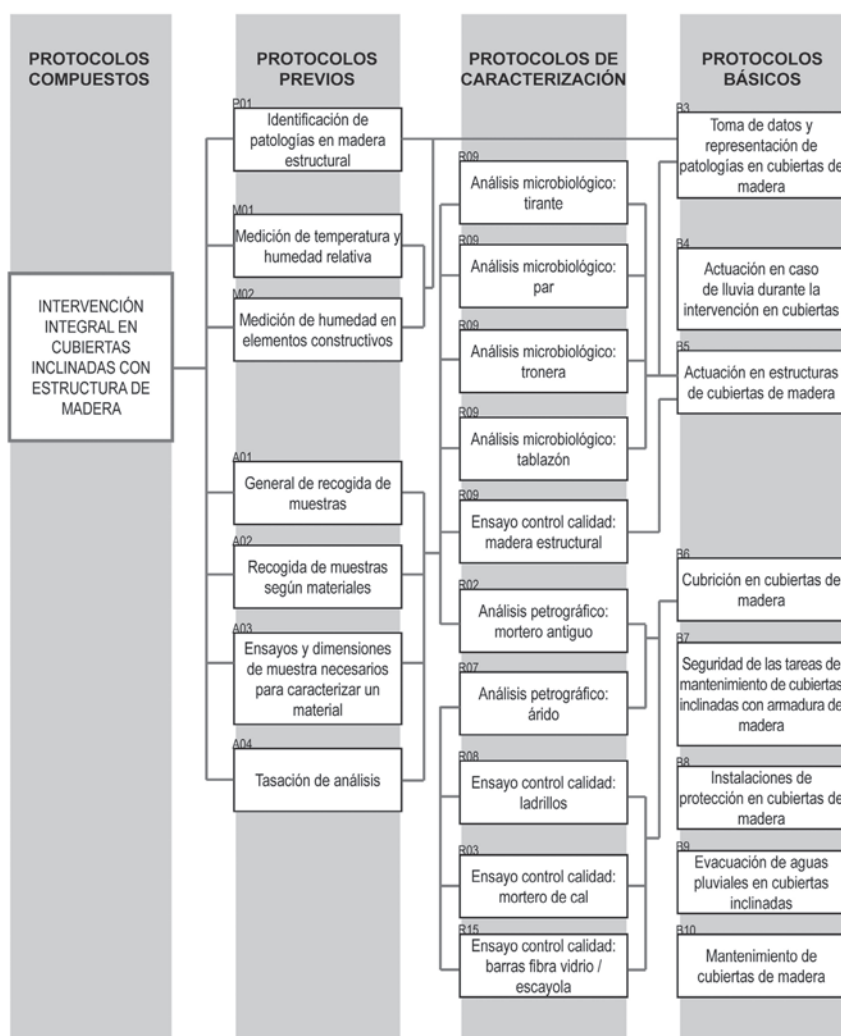 PROTOCOLOS
COMPUESTOS
INTERVENCIÓN
INTEGRAL EN
CUBIERTAS
INCLINADAS CON
ESTRUCTURA DE
MADERA
PROTOCOLOS
PREVIOS
P01
Identificación de
patologías en madera
estructural
M01
Medición de temperatura y
humedad relativa
M02
Medición de humedad en
elementos constructivos
A01
General de recogida de
muestras
A02
Recogida de muestras
según materiales
A03
Ensayos y dimensiones
de muestra necesarios
para caracterizar un
material
A04
Tasación de análisis
PROTOCOLOS DE
CARACTERIZACIÓN
R09
Análisis microbiológico:
tirante
R09
Análisis microbiológico:
par
R09
Análisis microbiológico:
tronera
R09
Análisis microbiológico:
tablazón
R09
Ensayo control calidad:
madera estructural
R02
Análisis petrográfico:
mortero antiguo
R07
Análisis petrográfico:
árido
R08
Ensayo control calidad:
ladrillos
R03
Ensayo control calidad:
mortero de cal
R15
Ensayo control calidad:
barras fibra vidrio /
escayola
PROTOCOLOS
BÁSICOS
B3
Toma de datos y
representación de
patologías en cubiertas de
madera
B4
Actuación en caso
de lluvia durante la
intervención en cubiertas
B5
Actuación en estructuras
de cubiertas de madera
B6
Cubrición en cubiertas de
madera
B7
Seguridad de las tareas de
mantenimiento de cubiertas
inclinadas con armadura de
madera
B8
Instalaciones de
protección en cubiertas de
madera
B9
Evacuación de aguas
pluviales en cubiertas
inclinadas
B10
Mantenimiento de
cubiertas de madera